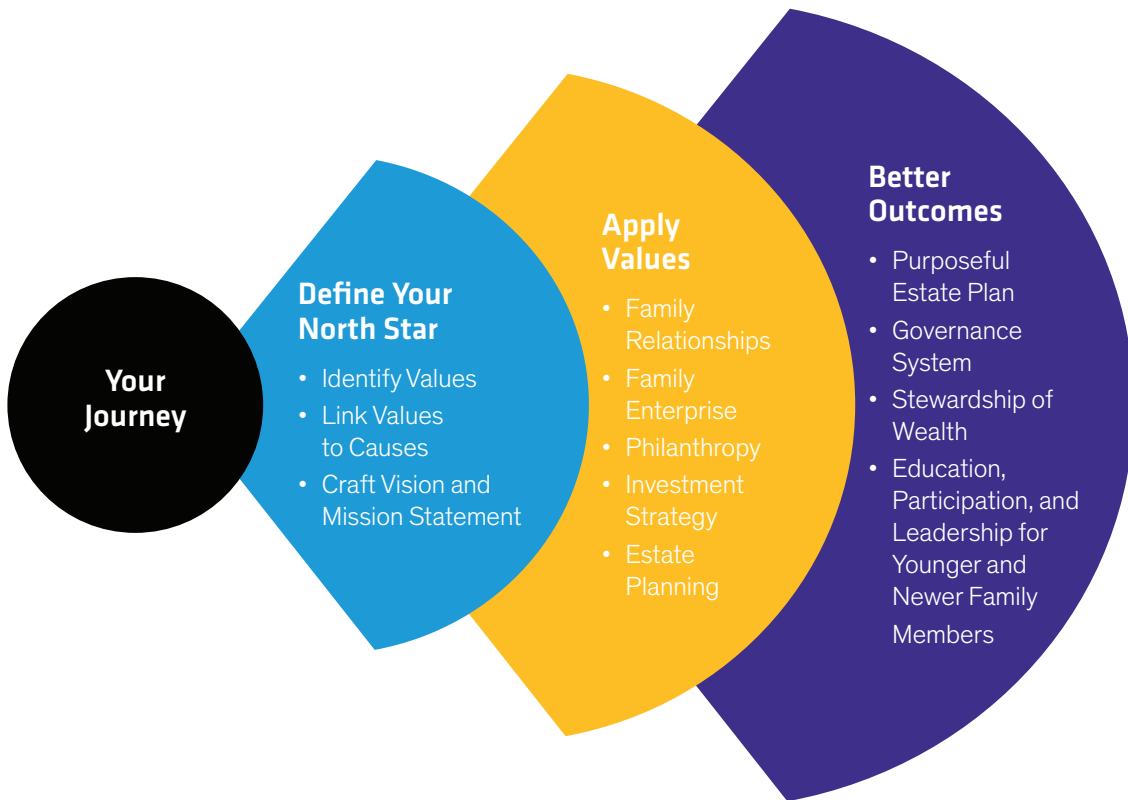 Your
Journey
Define Your
North Star
• Identify Values
• Link Values
to Causes
• Craft Vision and
Mission Statement
Apply
Values
• Family
Relationships
• Family
Enterprise
• Philanthropy
• Investment
Strategy
• Estate
Planning
Better
Outcomes
• Purposeful
Estate Plan
• Governance
System
• Stewardship of
Wealth
• Education,
Participation, and
Leadership for
Younger and
Newer Family
Members